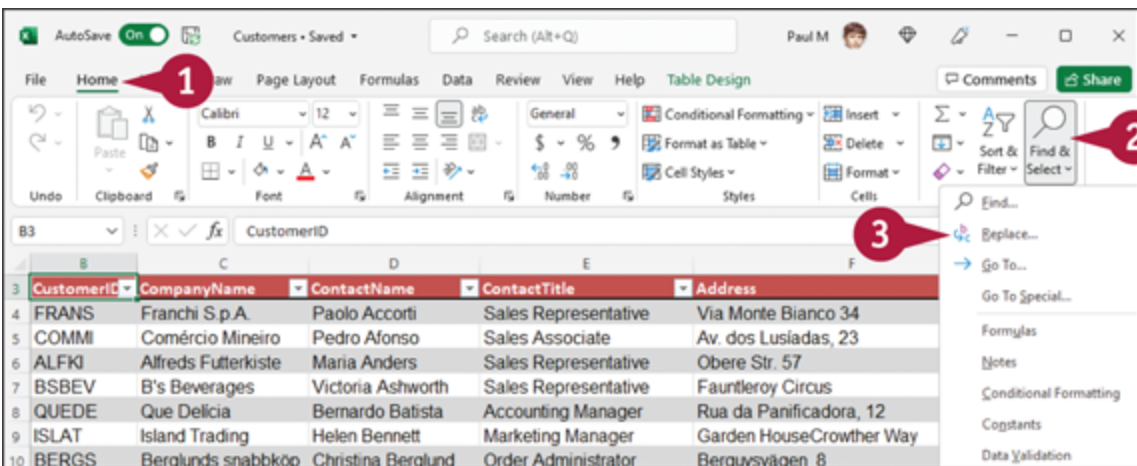 AutoSave On Customers • Saved Search (Alt+Q) Paul M
File Home aw Page Layout Formulas Data Review View Help Table Design Comments Share
1
Calibri 12 General Conditional Formatting Insert
2
Paste B I U A A $ % 9 Format as Table Delete Sort & Find &
A Cell Styles Format Filter Select
Undo Clipboard Font Alignment Number Styles Cells
Find...
B3 fx CustomerID
3
Replace...
B C D E F
Go To...
3 CustomerID CompanyName ContactName ContactTitle Address
Go To Special...
4 FRANS Franchi S.p.A. Paolo Accorti Sales Representative Via Monte Bianco 34
5 COMMI Comércio Mineiro Pedro Afonso Sales Associate Av. dos Lusíadas, 23
Formulas
6 ALFKI Alfreds Futterkiste Maria Anders Sales Representative Obere Str. 57
Notes
7 BSBEV B's Beverages Victoria Ashworth Sales Representative Fauntleroy Circus
Conditional Formatting
8 QUEDE Que Delícia Bernardo Batista Accounting Manager Rua da Panificadora, 12
Constants
9 ISLAT Island Trading Helen Bennett Marketing Manager Garden HouseCrowther Way
Data Validation
10 BERGS Berglunds snabbköp Christina Berglund Order Administrator Berguvsvägen 8